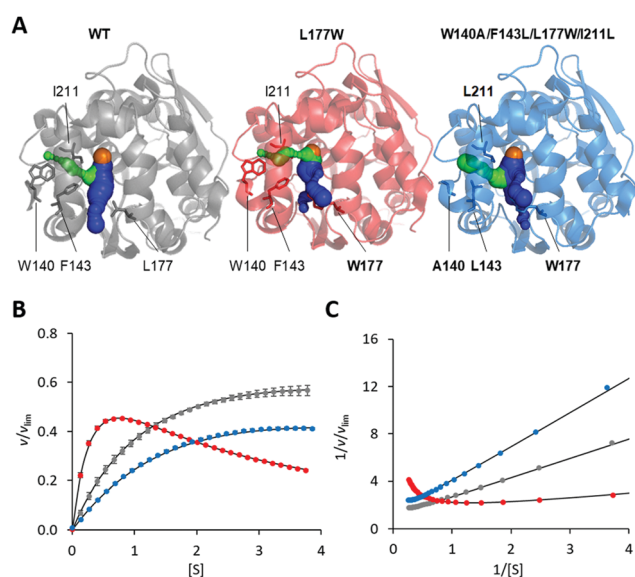 A
WT
L177W
W140A/F143L/L177W/I211L
I211
I211
L211
W140 F143 L177
W140 F143 W177
A140 L143 W177
B
C
v/vlim
0.8
0.6
0.4
0.2
0.0
0 1 2 3 4
[S]
1/v/vlim
16
12
8
4
0
0 1 2 3 4
1/[S]